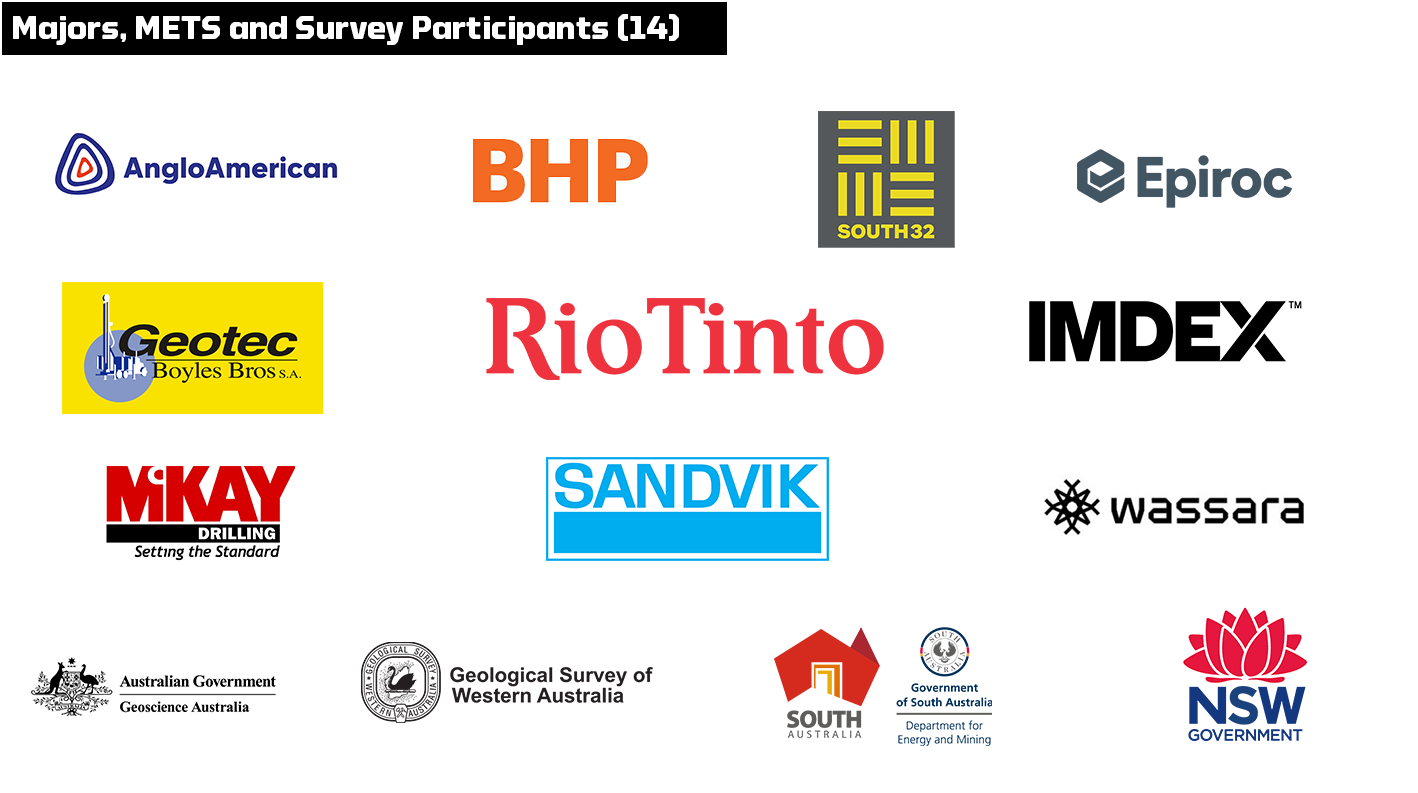 Majors, METS and Survey Participants (14)
AngloAmerican
BHP
SOUTH32
Epiroc
Geotec
Boyles Bros S.A.
RioTinto
IMDEX™
McKAY
DRILLING
Setting the Standard
SANDVIK
wassara
Australian Government
Geoscience Australia
GEOLOGICAL SURVEY
WESTERN AUSTRALIA
Geological Survey of
Western Australia
SOUTH
AUSTRALIA
SOUTH
AUSTRALIA
Government
of South Australia
Department for
Energy and Mining
NSW
GOVERNMENT